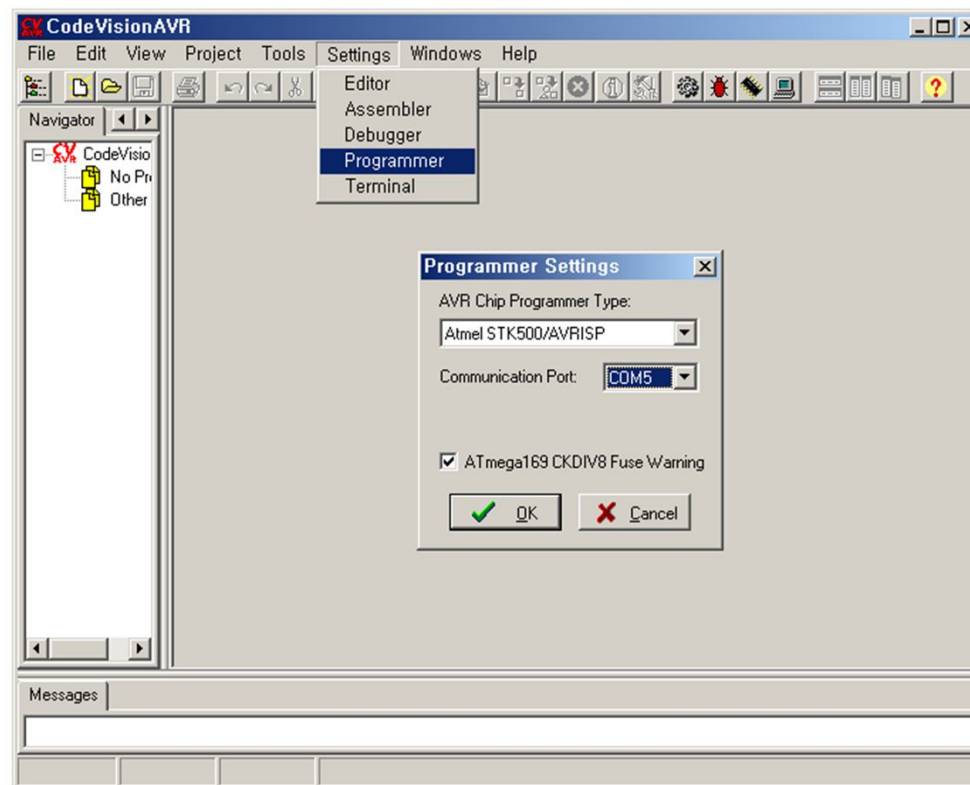 CodeVisionAVR
File Edit View Project Tools Settings Windows Help
Editor
Assembler
Debugger
Programmer
Terminal
Navigator
CV AVR CodeVisio
No Pr
Other
Programmer Settings
AVR Chip Programmer Type:
Atmel STK500/AVRISP
Communication Port: COM5
ATmega169 CKDIV8 Fuse Warning
OK Cancel
Messages